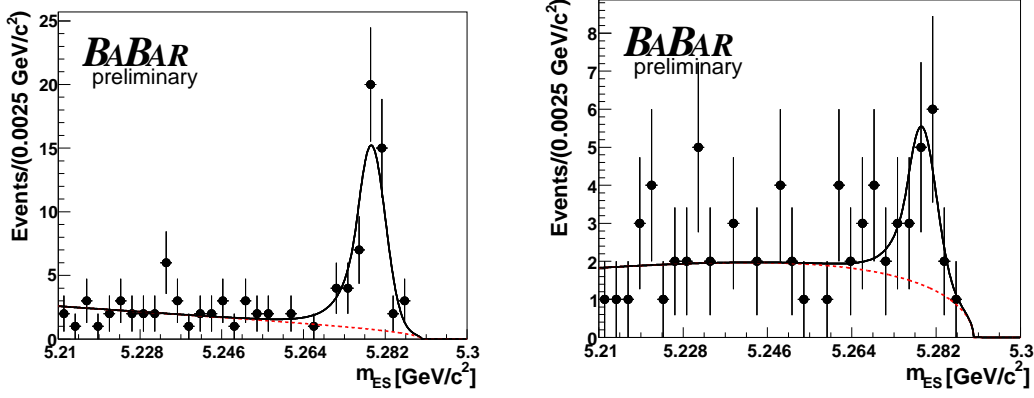 Events/(0.0025 GeV/c²)
25
20
15
10
5
0
BABAR
preliminary
5.21 5.228 5.246 5.264 5.282 5.3
m_ES [GeV/c²]
Events/(0.0025 GeV/c²)
8
7
6
5
4
3
2
1
0
BABAR
preliminary
5.21 5.228 5.246 5.264 5.282 5.3
m_ES [GeV/c²]